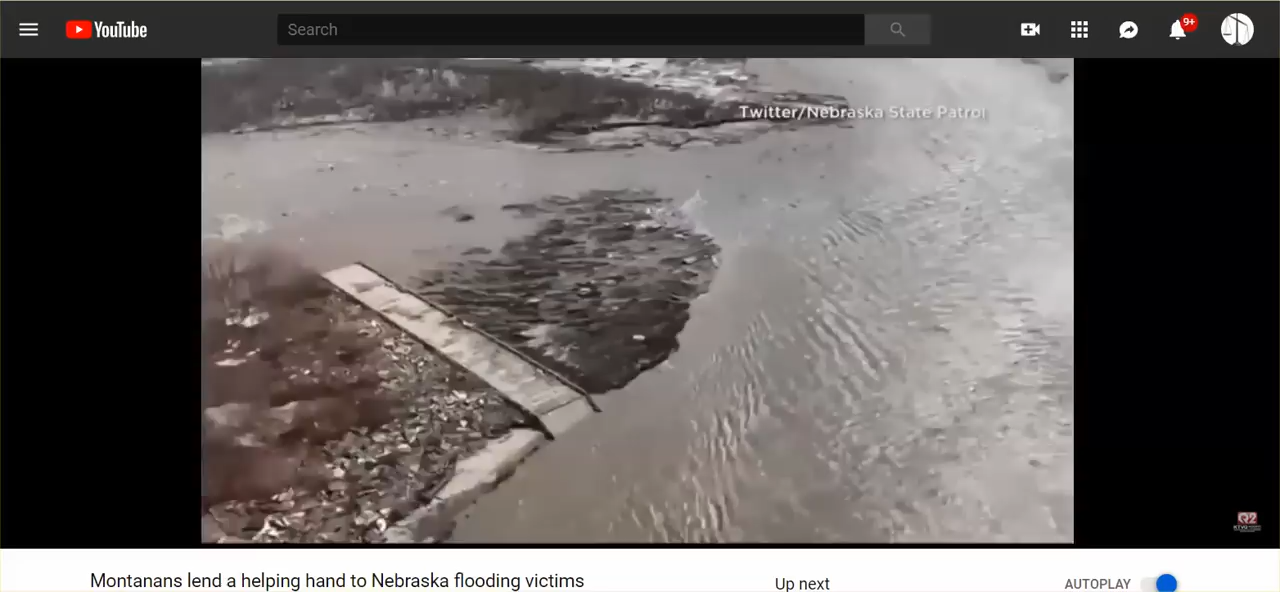 YouTube
Search
9+
Twitter/Nebraska State Patrol
Q2
KTVQ
Montanans lend a helping hand to Nebraska flooding victims
Up next
AUTOPLAY